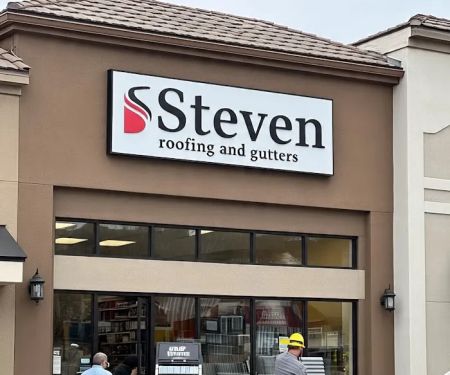 Steven
roofing and gutters